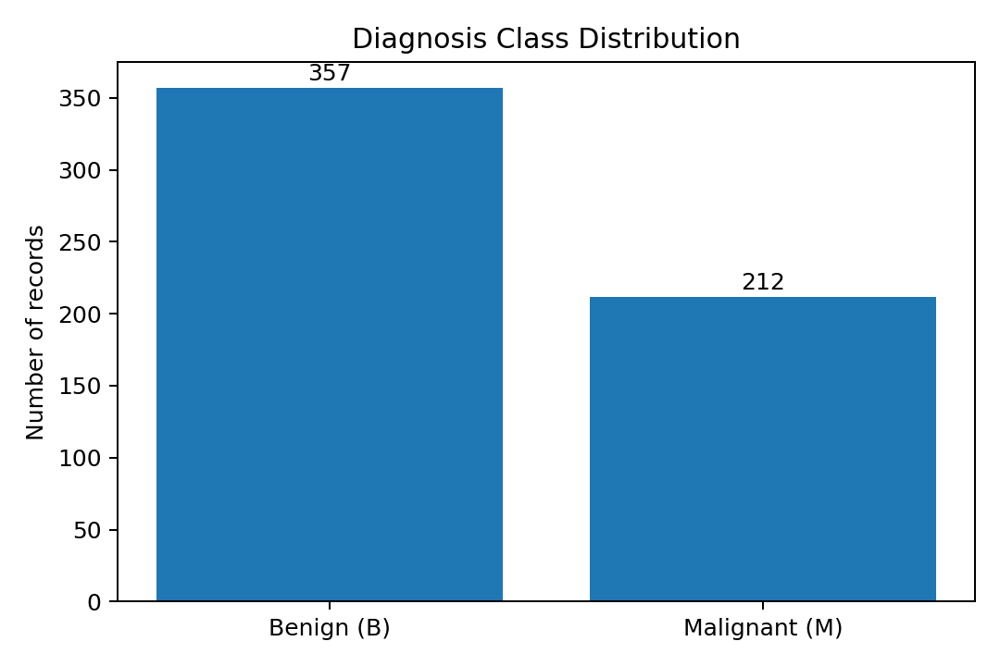 Diagnosis Class Distribution
357
212
Number of records
350
300
250
200
150
100
50
0
Benign (B)
Malignant (M)